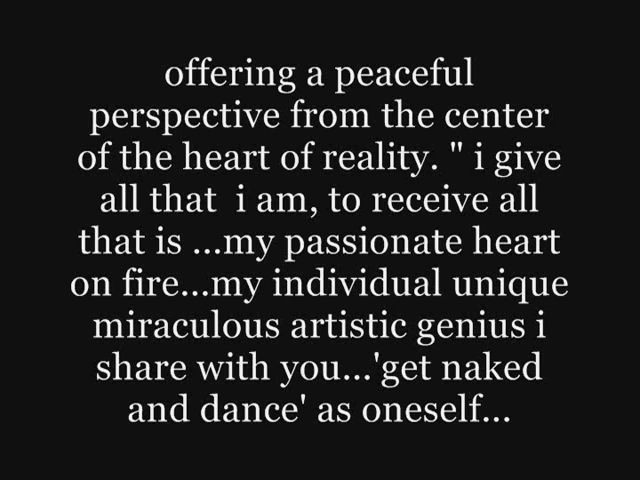 offering a peaceful
perspective from the center
of the heart of reality. " i give
all that  i am, to receive all
that is ...my passionate heart
on fire...my individual unique
miraculous artistic genius i
share with you...'get naked
and dance' as oneself...